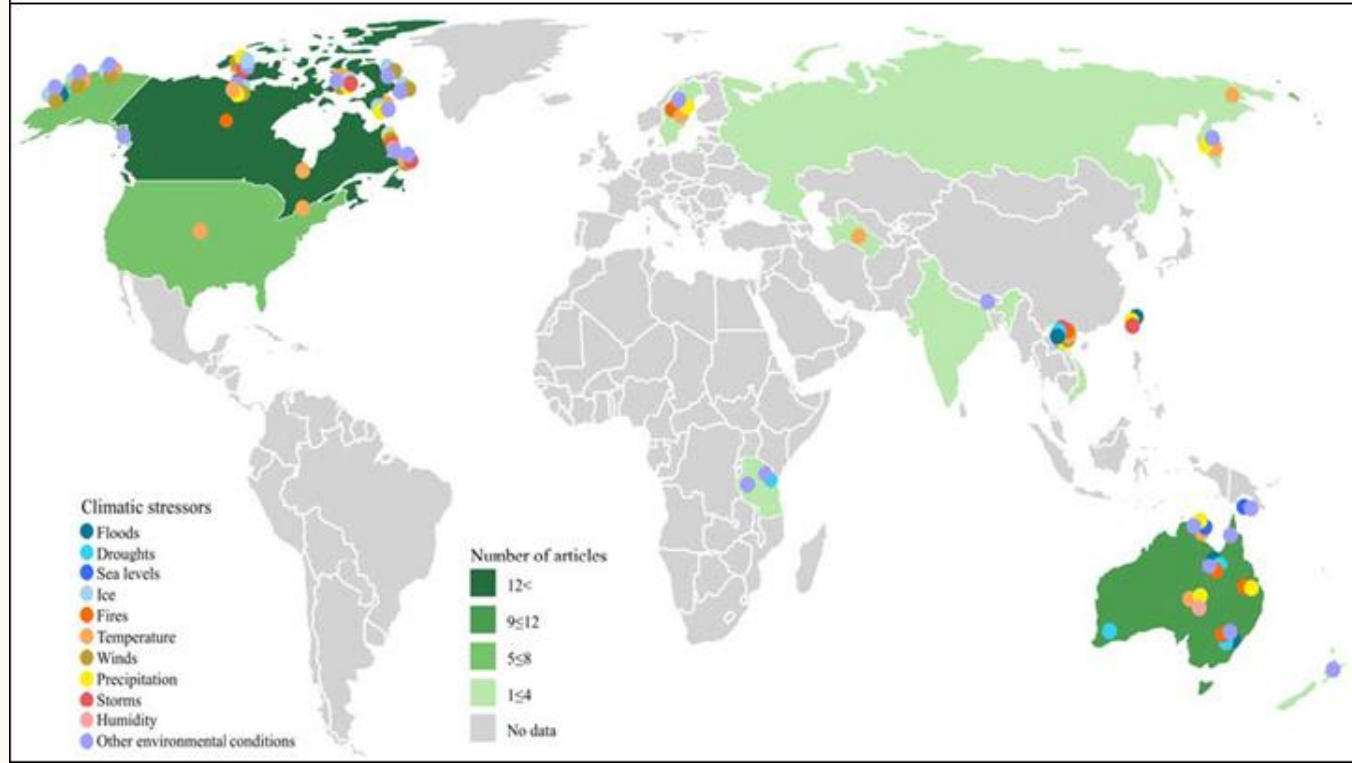 Climatic stressors
Floods
Droughts
Sea levels
Ice
Fires
Temperature
Winds
Precipitation
Storms
Humidity
Other environmental conditions
Number of articles
12<
9≤12
5≤8
1≤4
No data